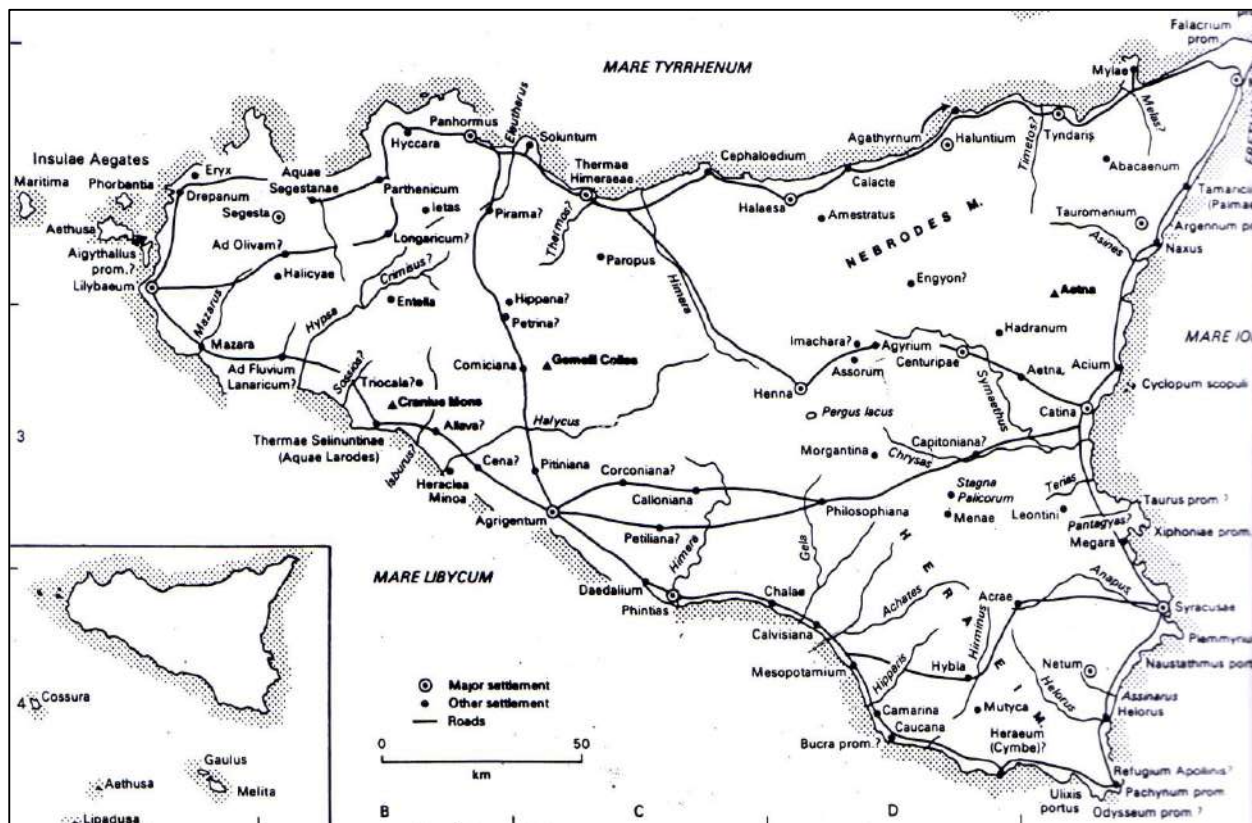 MARE TYRRHENUM
Falacrium
prom.
Mylae
Melas?
Panhormus
Eleutherus
Soluntum
Hyccara
Agathyrnum
Haluntium
Timetos?
Tyndaris
Abacaenum
Insulae Aegates
Maritima
Phorbantia
Eryx
Drepanum
Aquae
Segestanae
Parthenicum
Ietas
Segesta
Thermae
Himeraeae
Cephaloedium
Halaesa
Calacte
Amestratus
Tauromenium
Argennum
Naxus
Asines
Aethusa
Aigythallus
prom.?
Lilybaeum
Ad Olivam?
Longaricum?
Halicyae
Pirama?
Thermos?
Paropus
Himera
NEBRODES M.
Engyon?
Aetna
Mazarus
Crimisus?
Hypsa
Entella
Hippana?
Petrina?
Hadranum
Mazara
Ad Fluvium
Lanaricum?
Sossios?
Triocala?
Cranius Mons
Comiciana
Gemelli Colles
Imachara?
Agyrium
Assorum
Centuripae
Symaethus
Aetna
Acium
Cyclopum scopuli
Henna
Pergus lacus
Catina
3
Thermae Selinuntinae
(Aquae Larodes)
Isburus?
Allava?
Halycus
Cena?
Heraclea
Minoa
Pitiniana
Morgantina
Capitoniana?
Chrysas
Corconiana?
Calloniana
Agrigentum
Petiliana?
Himera
Gela
Philosophiana
Stagna
Palicorum
Menae
Leontini
Terias
Pantagyas?
Megara
Taurus prom?
Xiphoniae prom.
MARE LIBYCUM
Daedalium
Phintias
Chalae
Calvisiana
Achates
HERAEI M.
Acrae
Anapus
Syracusae
Mesopotamium
Hipparis
Hybla
Hirminus
Netum
Helorus
Assinarus
Helorus
Camarina
Caucana
Bucra prom.?
Mutyca
Heraeum
(Cymbe)?
Ulixis
portus
Refugium Apollinis?
Pachynum prom
Odysseum prom.?
4
Cossura
Gaulus
Melita
Aethusa
Lipadusa
Major settlement
Other settlement
Roads
0 50
km
B C D